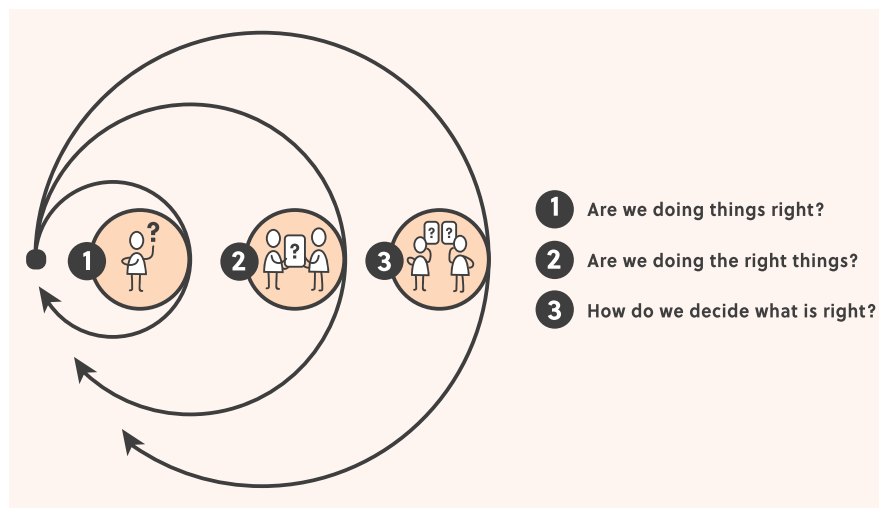 ?
1
?
2
? ?
3
1 Are we doing things right?
2 Are we doing the right things?
3 How do we decide what is right?